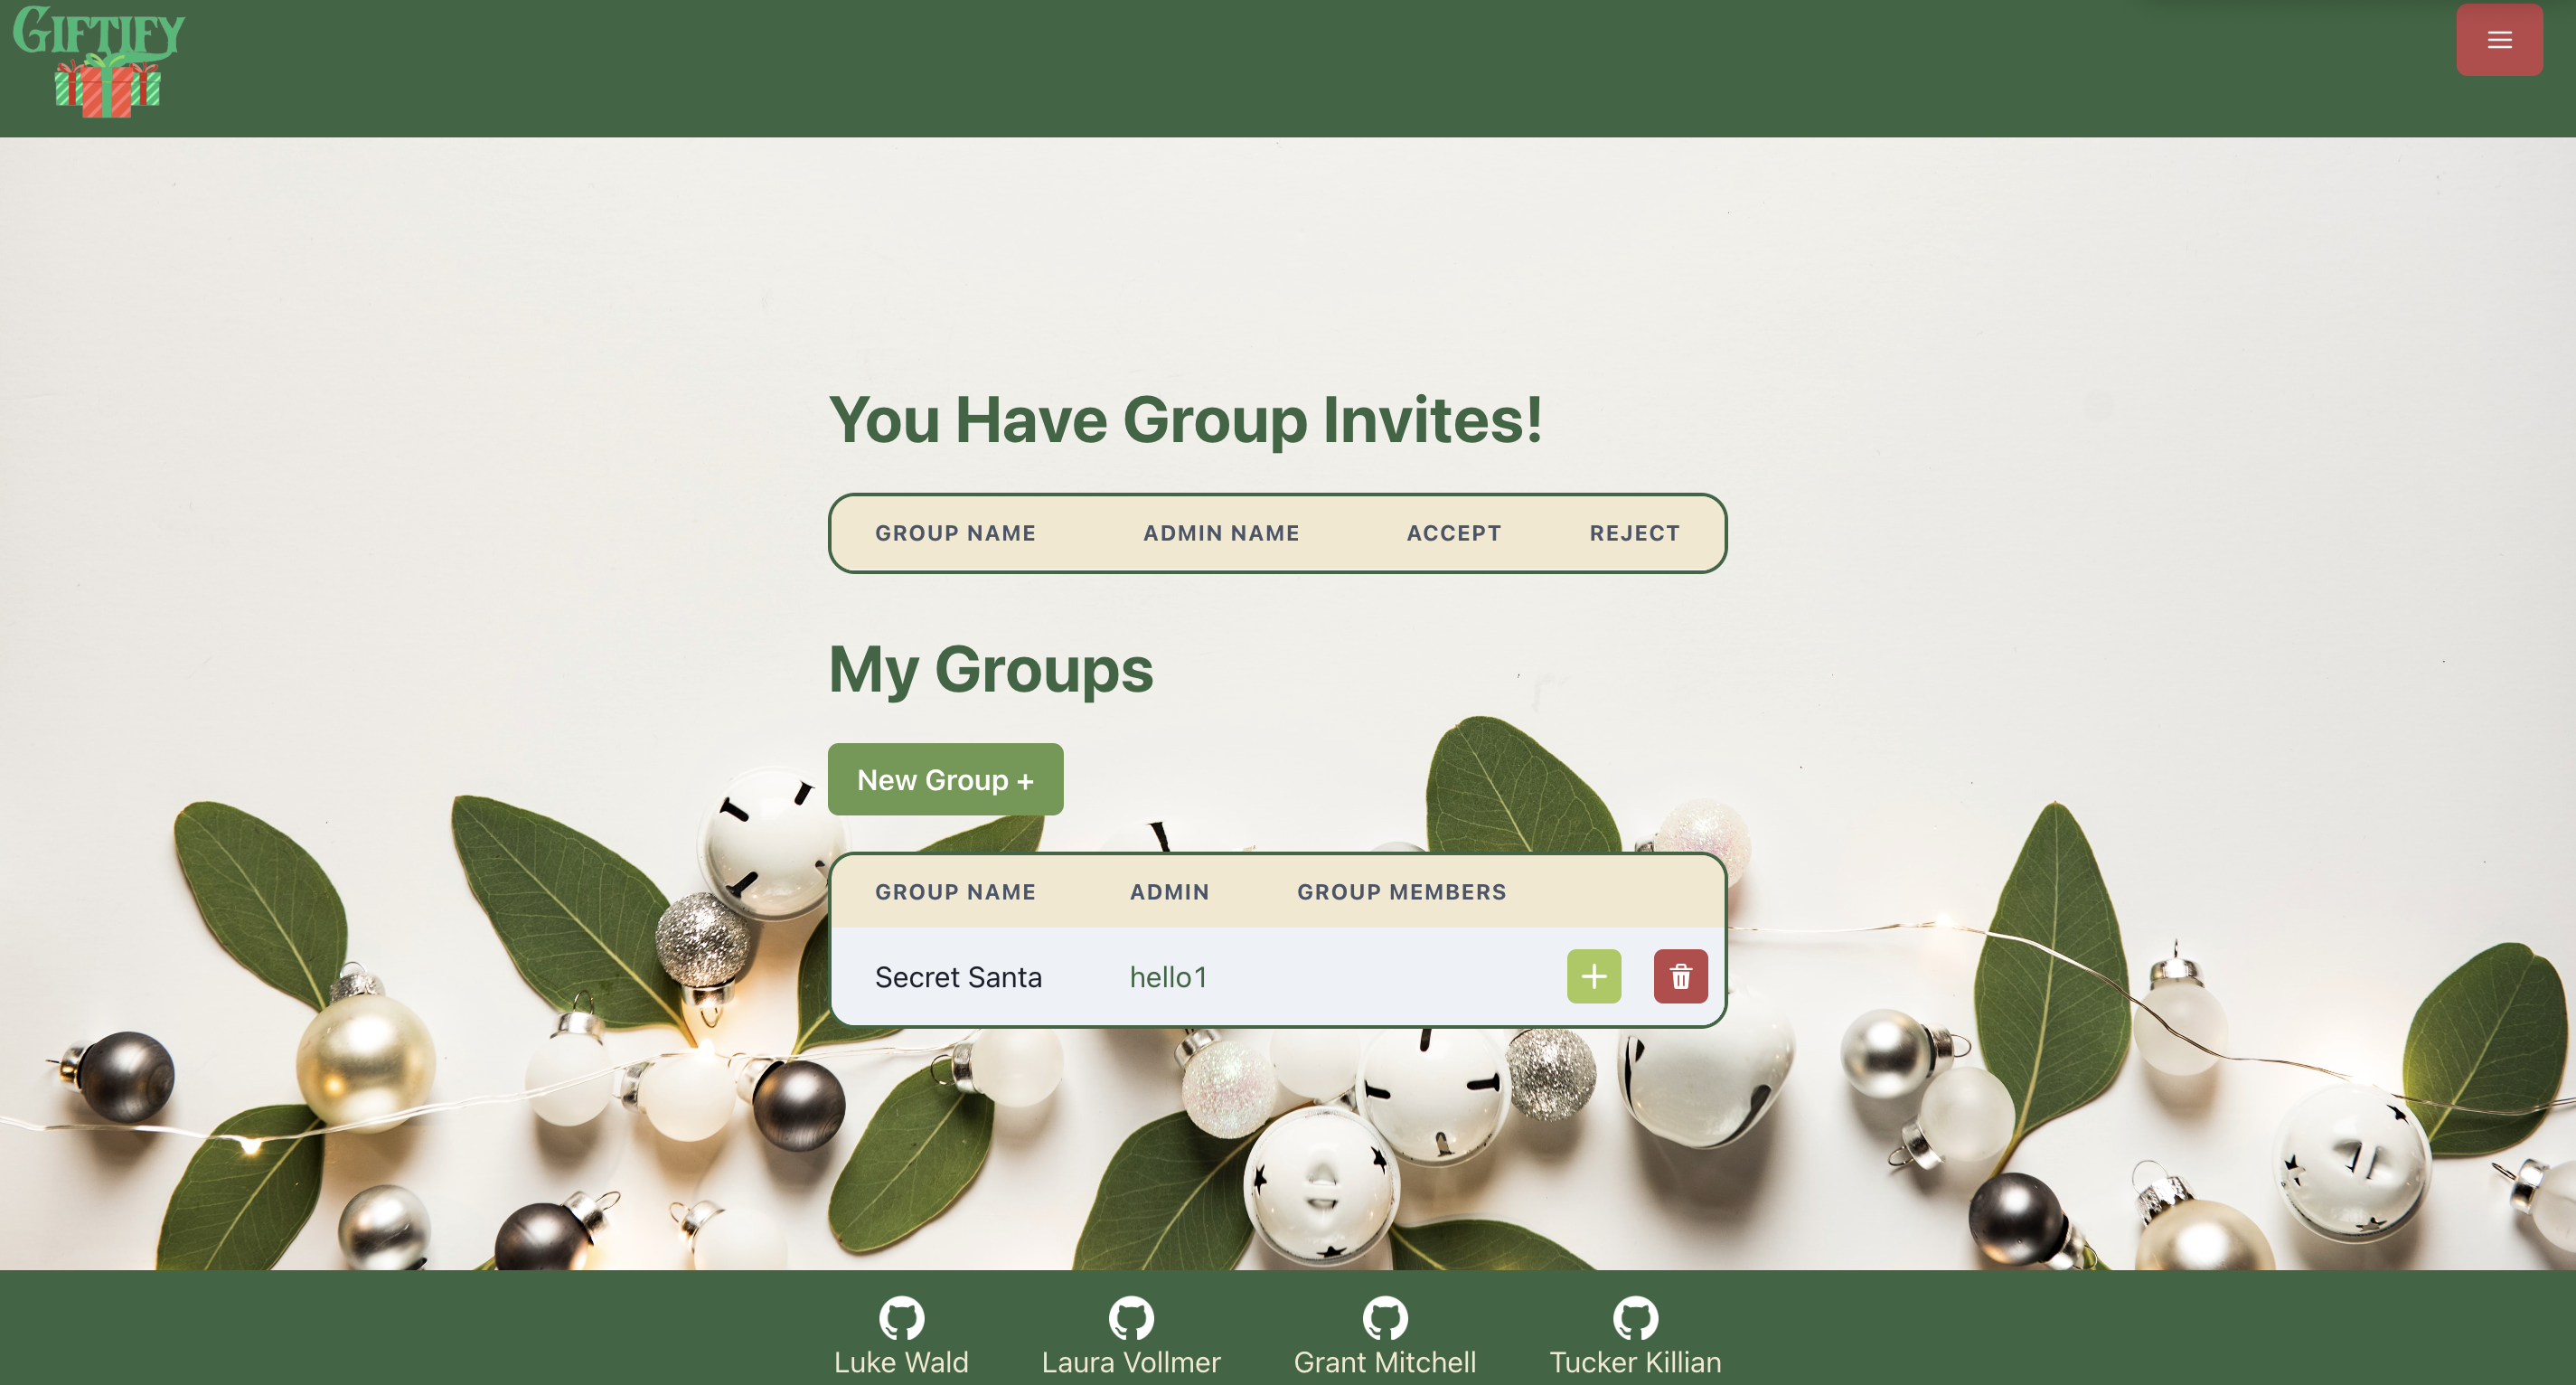 GIFTIFY
You Have Group Invites!
GROUP NAME ADMIN NAME ACCEPT REJECT
My Groups
New Group +
GROUP NAME ADMIN GROUP MEMBERS
Secret Santa hello1
Luke Wald Laura Vollmer Grant Mitchell Tucker Killian